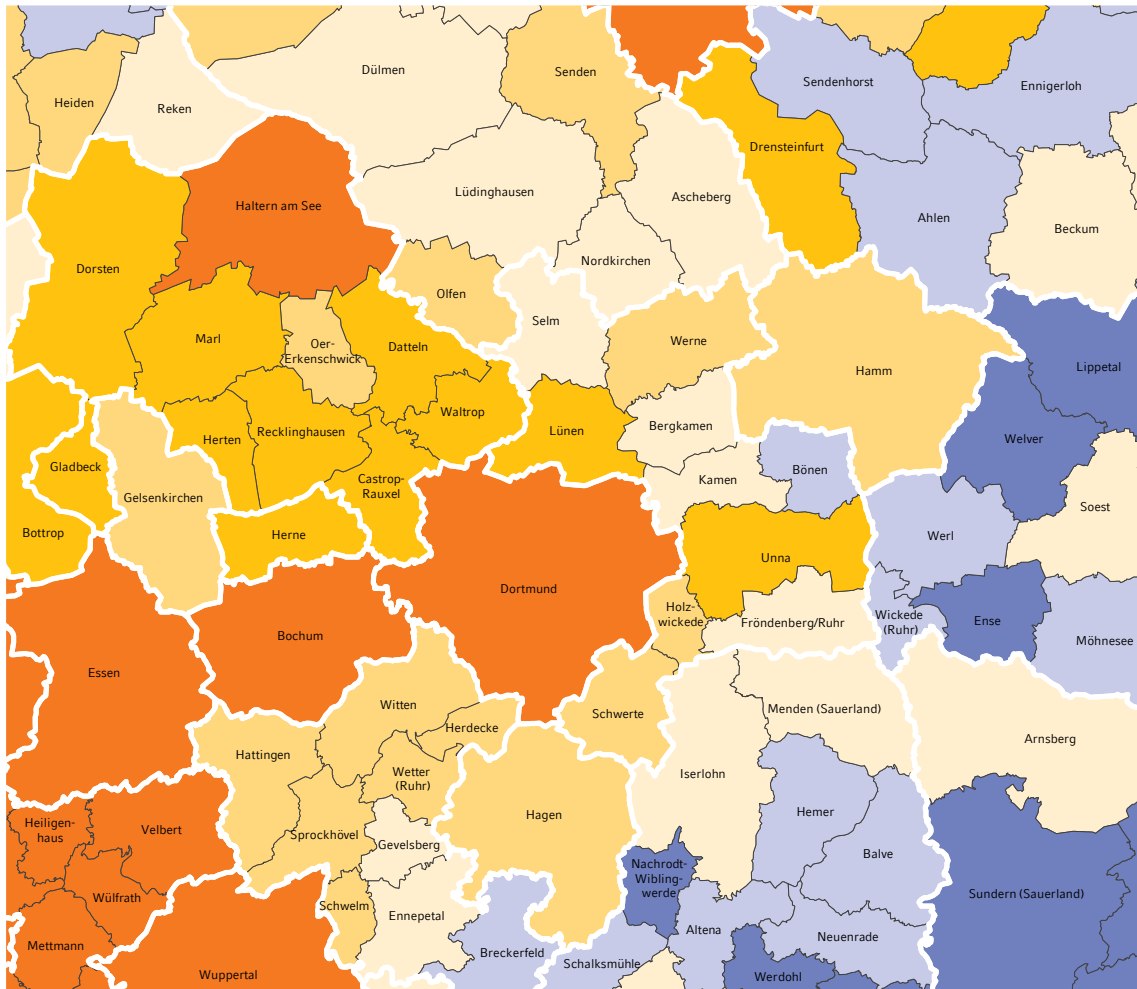 Dülmen
Senden
Sendenhorst
Ennigerloh
Heiden
Reken
Drensteinfurt
Lüdinghausen
Ascheberg
Haltern am See
Ahlen
Beckum
Nordkirchen
Dorsten
Olfen
Selm
Marl
Oer-
Erkenschwick
Datteln
Werne
Hamm
Lippetal
Waltrop
Lünen
Bergkamen
Herten
Recklinghausen
Welver
Gladbeck
Bönen
Kamen
Castrop-
Rauxel
Gelsenkirchen
Soest
Bottrop
Herne
Werl
Unna
Dortmund
Holz-
wickede
Fröndenberg/Ruhr
Wickede
(Ruhr)
Ense
Bochum
Möhnesee
Essen
Witten
Schwerte
Menden (Sauerland)
Herdecke
Arnsberg
Hattingen
Wetter
(Ruhr)
Iserlohn
Heiligen-
haus
Velbert
Sprockhövel
Hagen
Hemer
Gevelsberg
Balve
Nachrodt-
Wibling-
werde
Wülfrath
Sundern (Sauerland)
Schwelm
Ennepetal
Altena
Neuenrade
Mettmann
Breckerfeld
Schalksmühle
Wuppertal
Werdohl